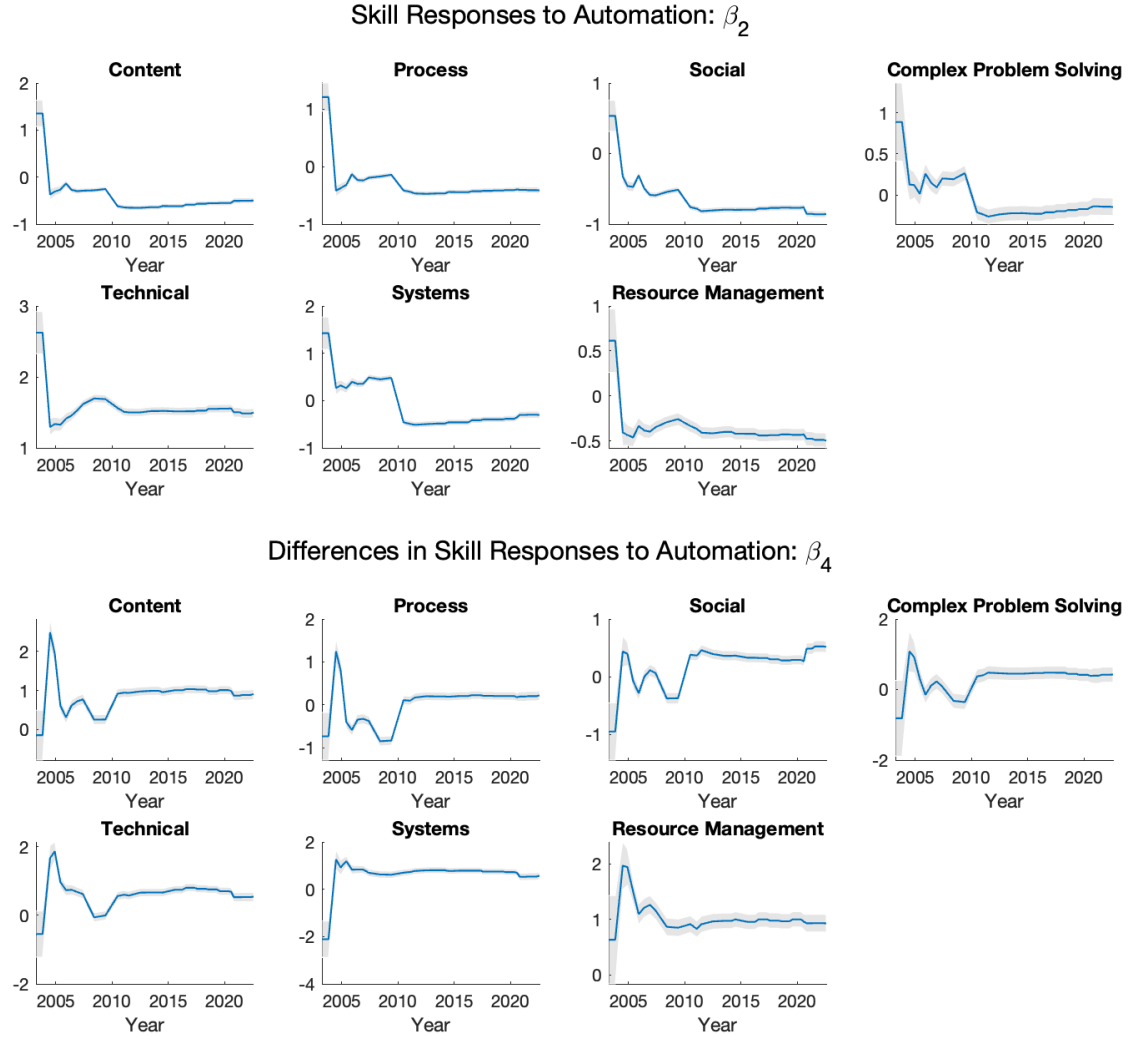 Skill Responses to Automation: β2
Content Process Social Complex Problem Solving
2 1 0 -1
1 0 -1
1 0 -1
1 0.5 0
2005 2010 2015 2020 2005 2010 2015 2020 2005 2010 2015 2020 2005 2010 2015 2020
Year Year Year Year
Technical Systems Resource Management
3 2 1
2 1 0 -1
1 0.5 0 -0.5
2005 2010 2015 2020 2005 2010 2015 2020 2005 2010 2015 2020
Year Year Year
Differences in Skill Responses to Automation: β4
Content Process Social Complex Problem Solving
2 1 0
2 1 0 -1
1 0 -1
2 0 -2
2005 2010 2015 2020 2005 2010 2015 2020 2005 2010 2015 2020 2005 2010 2015 2020
Year Year Year Year
Technical Systems Resource Management
2 0 -2
2 0 -2 -4
2 1 0
2005 2010 2015 2020 2005 2010 2015 2020 2005 2010 2015 2020
Year Year Year